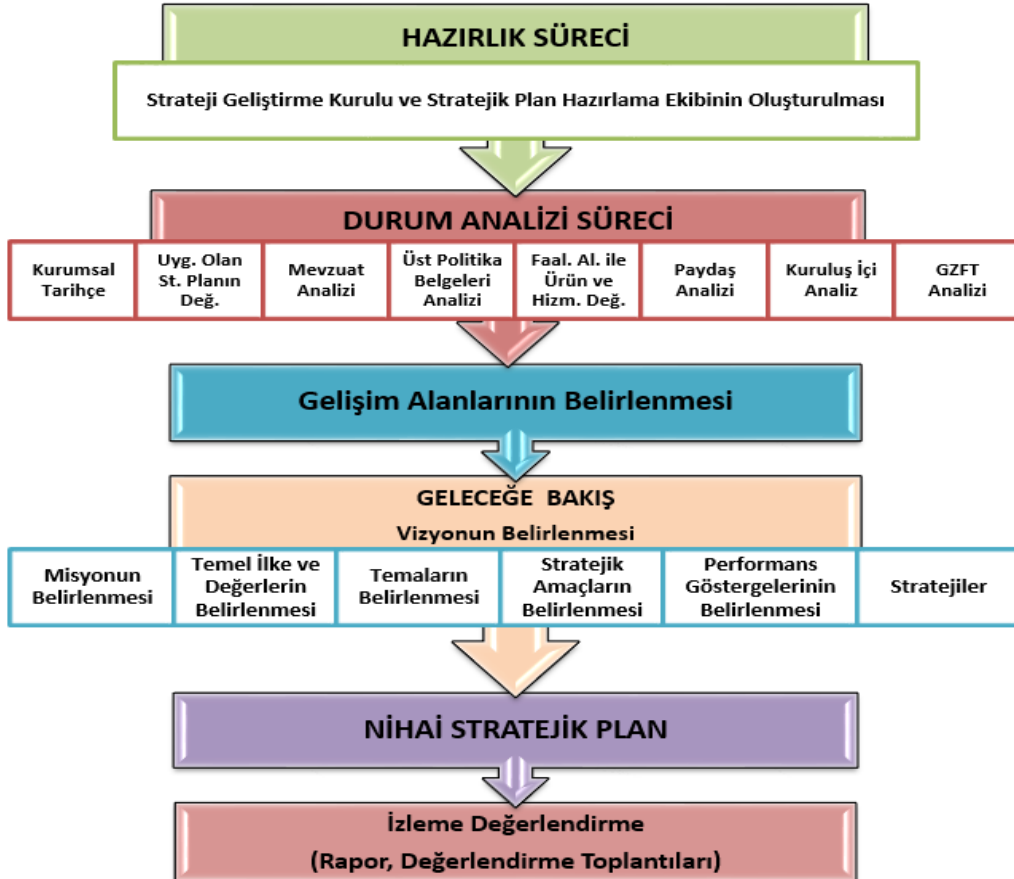 HAZIRLIK SÜRECİ
Strateji Geliştirme Kurulu ve Stratejik Plan Hazırlama Ekibinin Oluşturulması
DURUM ANALİZİ SÜRECİ
Kurumsal
Tarihçe
Uyg. Olan
St. Planın
Değ.
Mevzuat
Analizi
Üst Politika
Belgeleri
Analizi
Faal. Al. ile
Ürün ve
Hizm. Değ.
Paydaş
Analizi
Kuruluş İçi
Analiz
GZFT
Analizi
Gelişim Alanlarının Belirlenmesi
GELECEĞE BAKIŞ
Vizyonun Belirlenmesi
Misyonun
Belirlenmesi
Temel İlke ve
Değerlerin
Belirlenmesi
Temaların
Belirlenmesi
Stratejik
Amaçların
Belirlenmesi
Performans
Göstergelerinin
Belirlenmesi
Stratejiler
NİHAİ STRATEJİK PLAN
İzleme Değerlendirme
(Rapor, Değerlendirme Toplantıları)